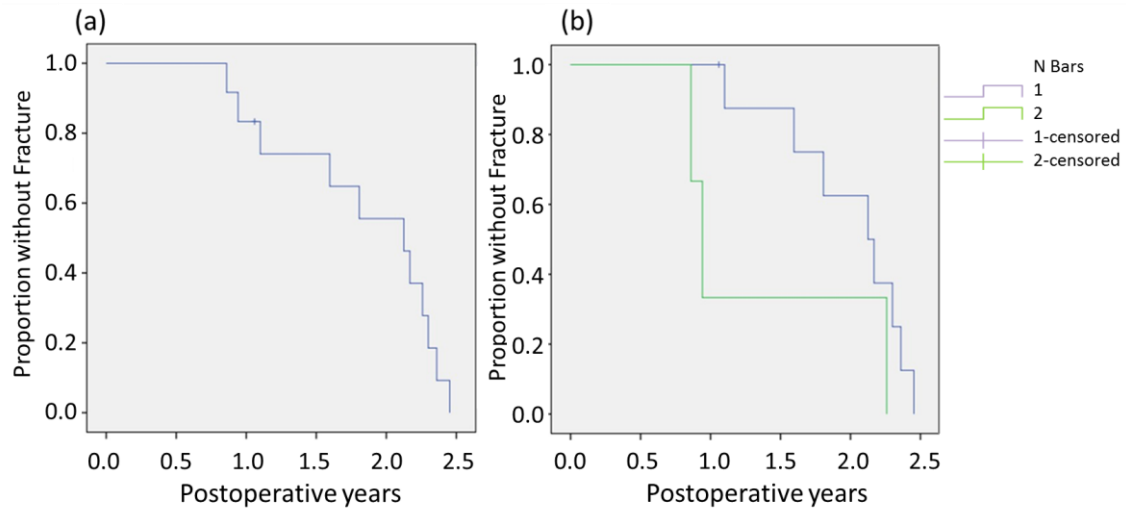 (a)
Proportion without Fracture
1.0
0.8
0.6
0.4
0.2
0.0
0.0 0.5 1.0 1.5 2.0 2.5
Postoperative years
(b)
Proportion without Fracture
1.0
0.8
0.6
0.4
0.2
0.0
0.0 0.5 1.0 1.5 2.0 2.5
Postoperative years
N Bars
1
2
1-censored
2-censored